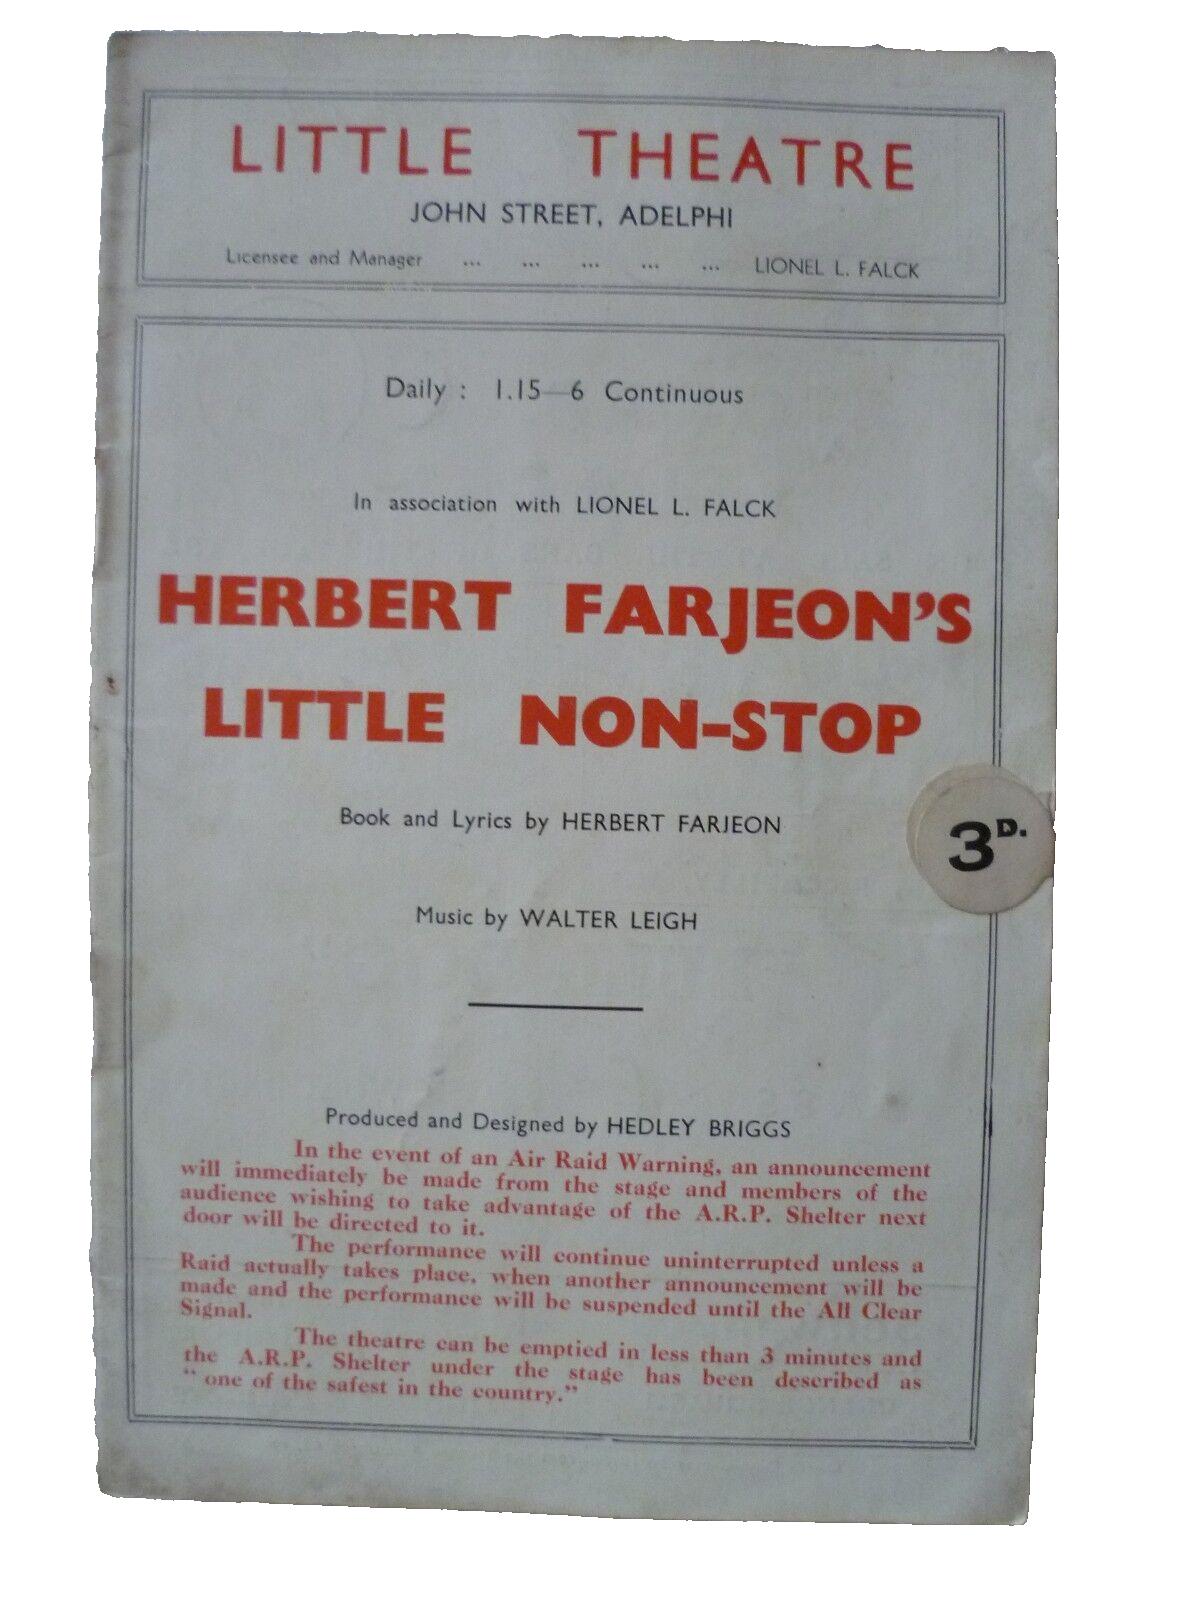 LITTLE THEATRE
JOHN STREET, ADELPHI
Licensee and Manager ... ... ... ... ... LIONEL L. FALCK
Daily : 1.15—6 Continuous
In association with LIONEL L. FALCK
HERBERT FARJEON'S
LITTLE NON-STOP
3D.
Book and Lyrics by HERBERT FARJEON
Music by WALTER LEIGH
Produced and Designed by HEDLEY BRIGGS
In the event of an Air Raid Warning, an announcement
will immediately be made from the stage and members of the
audience wishing to take advantage of the A.R.P. Shelter next
door will be directed to it.
The performance will continue uninterrupted unless a
Raid actually takes place, when another announcement will be
made and the performance will be suspended until the All Clear
Signal.
The theatre can be emptied in less than 3 minutes and
the A.R.P. Shelter under the stage has been described as
" one of the safest in the country."